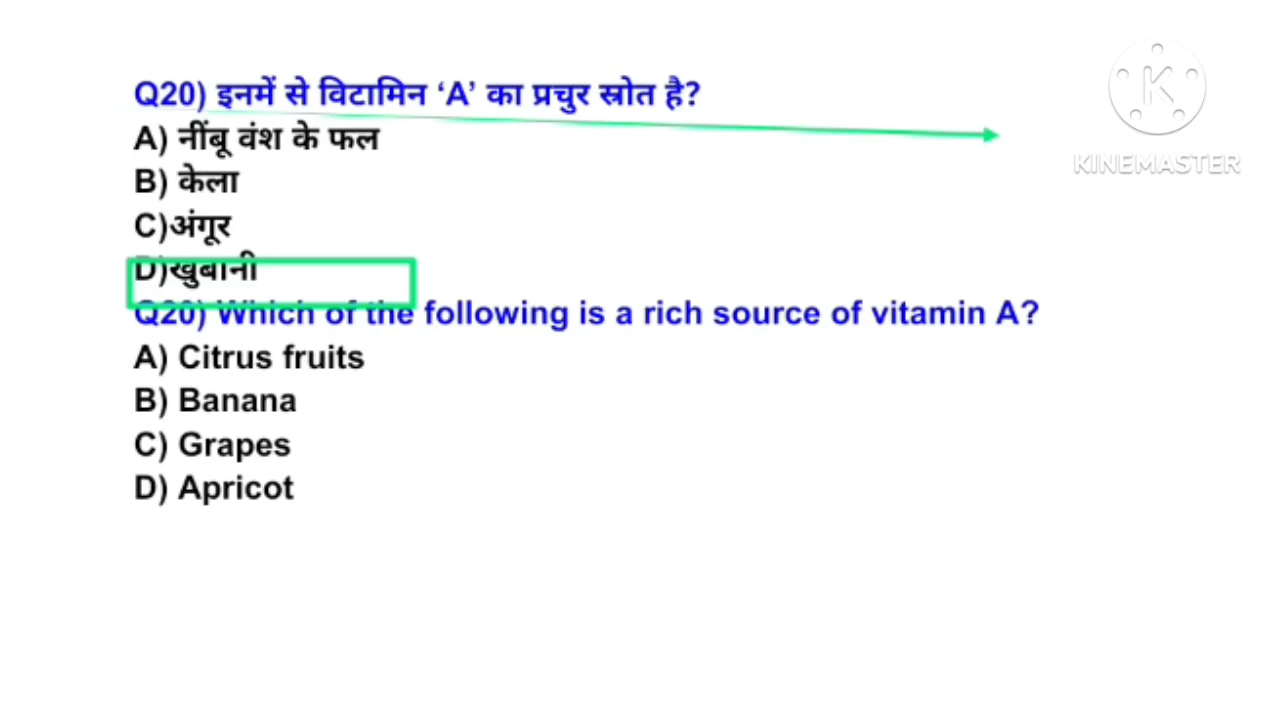 Q20) इनमें से विटामिन ‘A’ का प्रचुर स्रोत है?
A) नींबू वंश के फल
B) केला
C)अंगूर
D)खुबानी
Q20) Which of the following is a rich source of vitamin A?
A) Citrus fruits
B) Banana
C) Grapes
D) Apricot
K
KINEMASTER